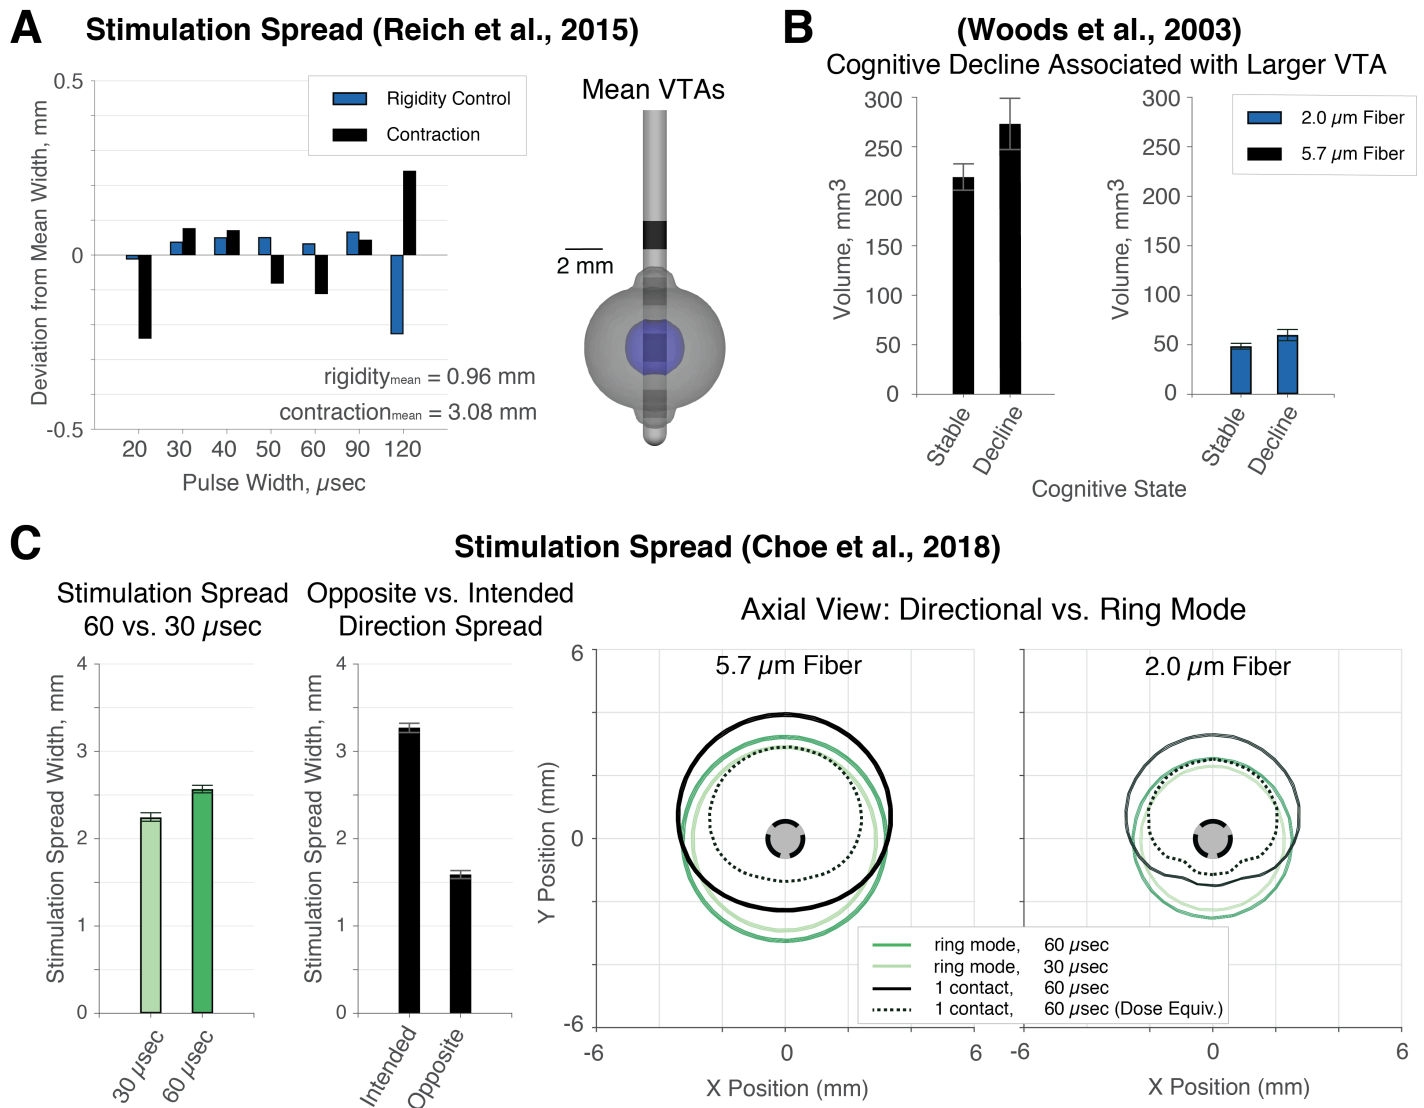 A
Stimulation Spread (Reich et al., 2015)
0.5
0
-0.5
Deviation from Mean Width, mm
Rigidity Control
Contraction
rigiditymean = 0.96 mm
contractionmean = 3.08 mm
20 30 40 50 60 90 120
Pulse Width, µsec
Mean VTAs
2 mm
B
(Woods et al., 2003)
Cognitive Decline Associated with Larger VTA
300
250
200
150
100
50
0
Volume, mm3
Stable
Decline
300
250
200
150
100
50
0
Volume, mm3
Stable
Decline
2.0 µm Fiber
5.7 µm Fiber
Cognitive State
C
Stimulation Spread (Choe et al., 2018)
Stimulation Spread
60 vs. 30 µsec
4
3
2
1
0
Stimulation Spread Width, mm
30 µsec
60 µsec
Opposite vs. Intended
Direction Spread
4
3
2
1
0
Stimulation Spread Width, mm
Intended
Opposite
Axial View: Directional vs. Ring Mode
5.7 µm Fiber
6
0
-6
Y Position (mm)
-6 0 6
X Position (mm)
2.0 µm Fiber
-6 0 6
X Position (mm)
ring mode, 60 µsec
ring mode, 30 µsec
1 contact, 60 µsec
1 contact, 60 µsec (Dose Equiv.)